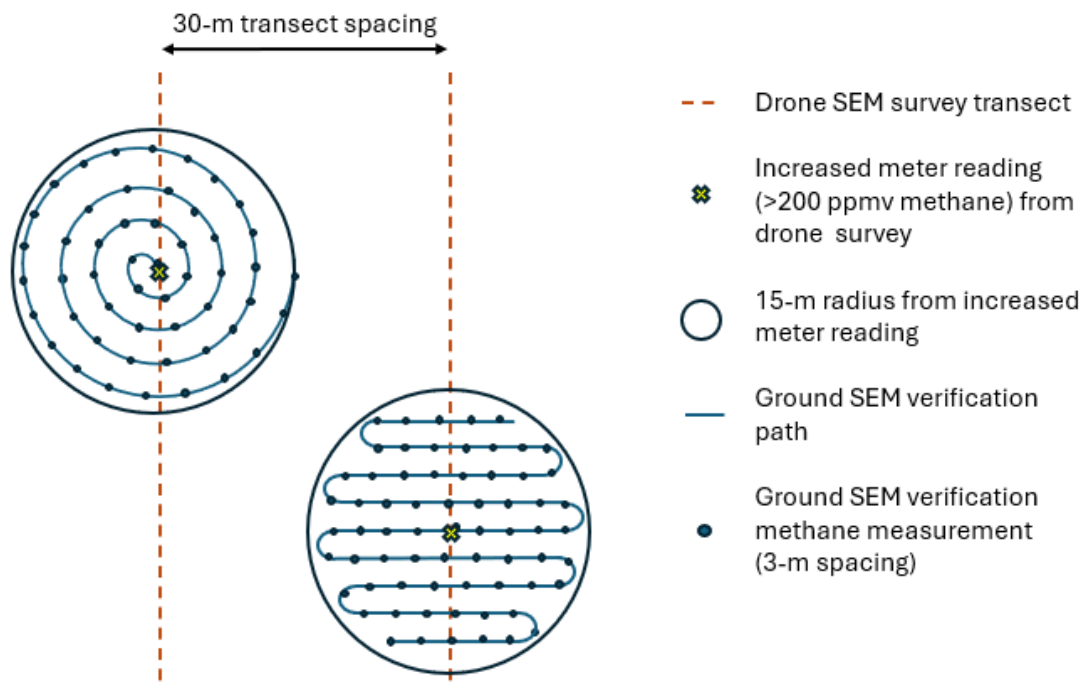 30-m transect spacing
Drone SEM survey transect
Increased meter reading
(>200 ppmv methane) from
drone survey
15-m radius from increased
meter reading
Ground SEM verification
path
Ground SEM verification
methane measurement
(3-m spacing)